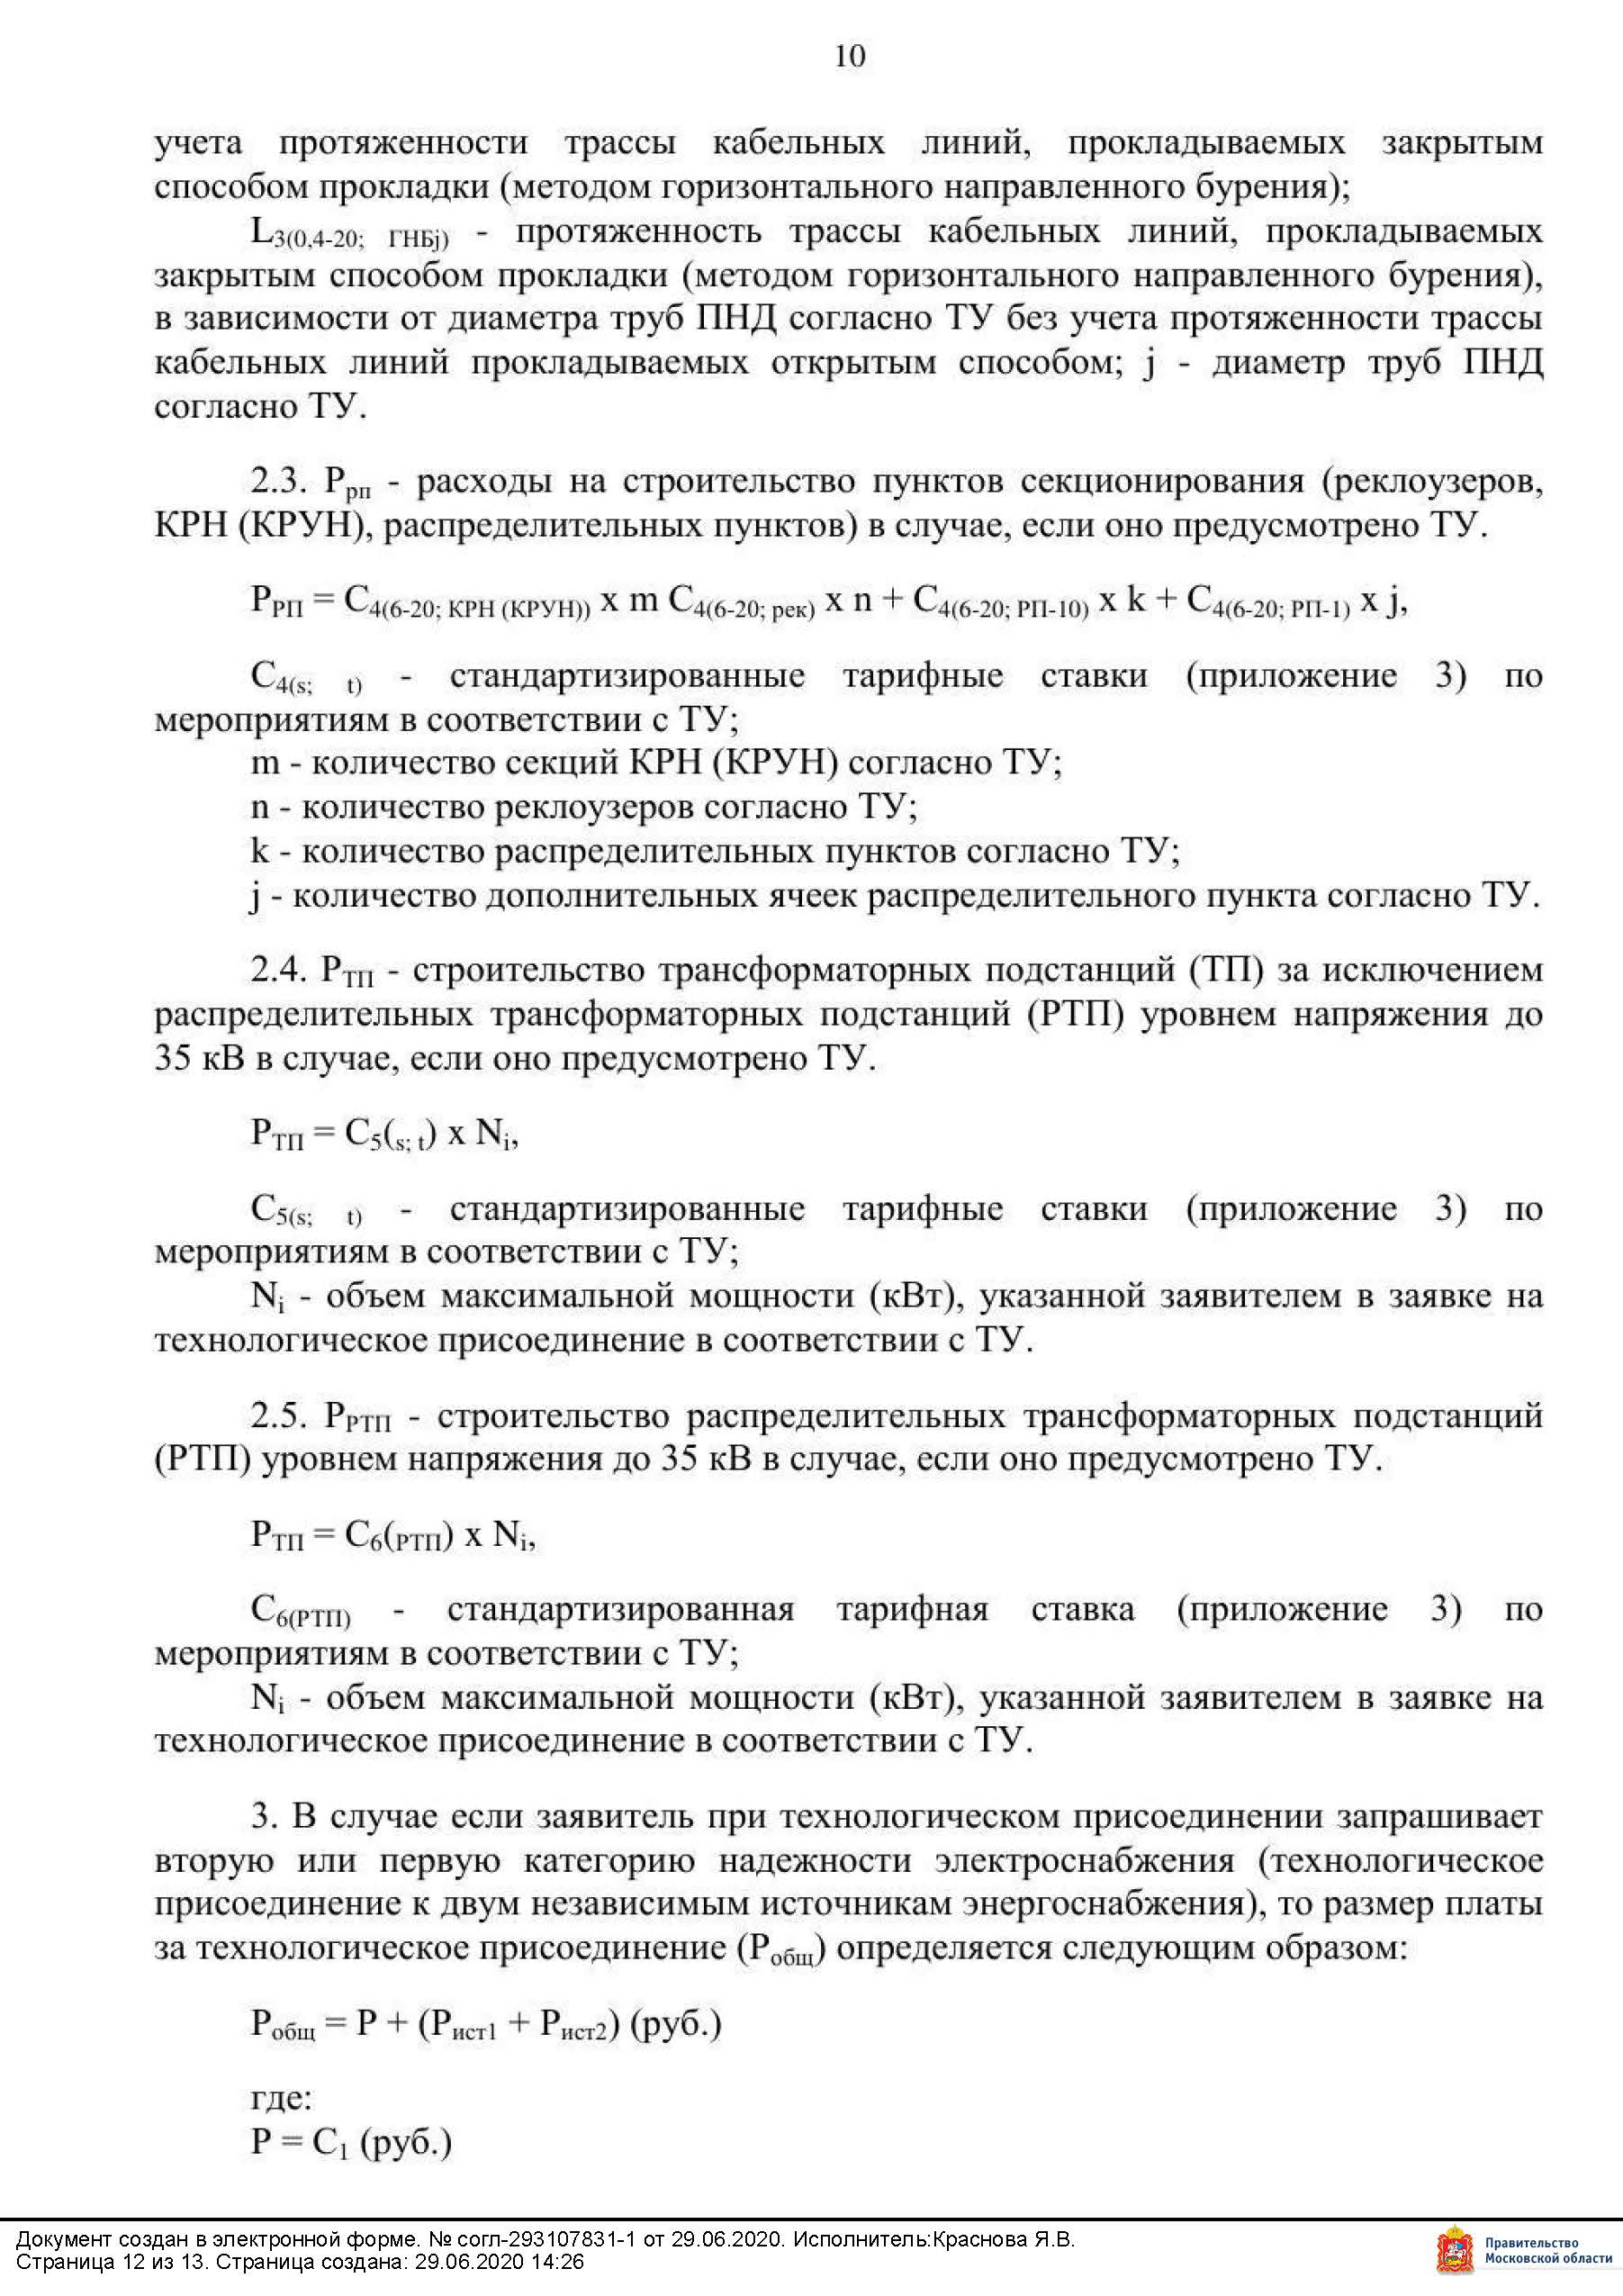 10
учета протяженности трассы кабельных линий, прокладываемых закрытым
способом прокладки (методом горизонтального направленного бурения);
L3(0,4-20; ГНБj) - протяженность трассы кабельных линий, прокладываемых
закрытым способом прокладки (методом горизонтального направленного бурения),
в зависимости от диаметра труб ПНД согласно ТУ без учета протяженности трассы
кабельных линий прокладываемых открытым способом; j - диаметр труб ПНД
согласно ТУ.
2.3. Pрп - расходы на строительство пунктов секционирования (реклоузеров,
КРН (КРУН), распределительных пунктов) в случае, если оно предусмотрено ТУ.
PРП = C4(6-20; КРН (КРУН)) x m C4(6-20; рек) x n + C4(6-20; РП-10) x k + C4(6-20; РП-1) x j,
C4(s; t) - стандартизированные тарифные ставки (приложение 3) по
мероприятиям в соответствии с ТУ;
m - количество секций КРН (КРУН) согласно ТУ;
n - количество реклоузеров согласно ТУ;
k - количество распределительных пунктов согласно ТУ;
j - количество дополнительных ячеек распределительного пункта согласно ТУ.
2.4. PТП - строительство трансформаторных подстанций (ТП) за исключением
распределительных трансформаторных подстанций (РТП) уровнем напряжения до
35 кВ в случае, если оно предусмотрено ТУ.
PТП = C5(s; t) x Ni,
C5(s; t) - стандартизированные тарифные ставки (приложение 3) по
мероприятиям в соответствии с ТУ;
Ni - объем максимальной мощности (кВт), указанной заявителем в заявке на
технологическое присоединение в соответствии с ТУ.
2.5. PРТП - строительство распределительных трансформаторных подстанций
(РТП) уровнем напряжения до 35 кВ в случае, если оно предусмотрено ТУ.
PТП = C6(РТП) x Ni,
C6(РТП) - стандартизированная тарифная ставка (приложение 3) по
мероприятиям в соответствии с ТУ;
Ni - объем максимальной мощности (кВт), указанной заявителем в заявке на
технологическое присоединение в соответствии с ТУ.
3. В случае если заявитель при технологическом присоединении запрашивает
вторую или первую категорию надежности электроснабжения (технологическое
присоединение к двум независимым источникам энергоснабжения), то размер платы
за технологическое присоединение (Pобщ) определяется следующим образом:
Pобщ = P + (Pист1 + Pист2) (руб.)
где:
P = C1 (руб.)
Документ создан в электронной форме. № согл-293107831-1 от 29.06.2020. Исполнитель:Краснова Я.В.
Страница 12 из 13. Страница создана: 29.06.2020 14:26
Правительство
Московской области